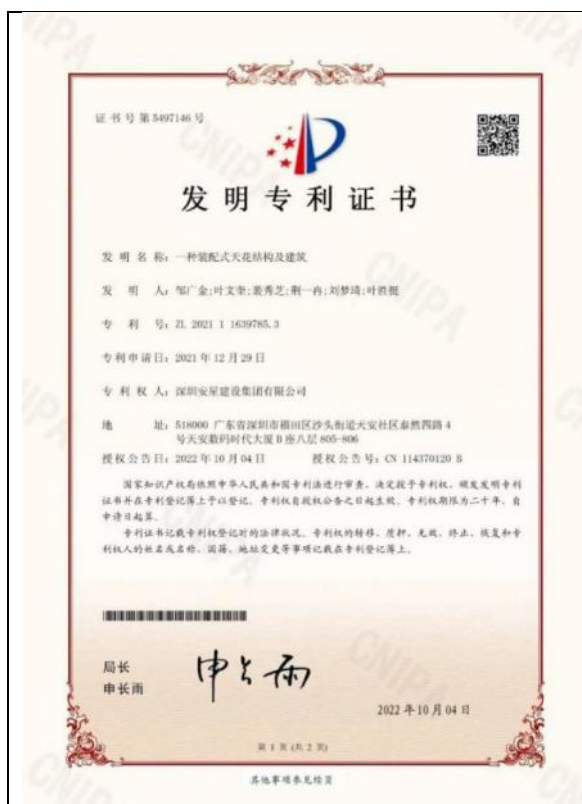 证书号第5497146号
发明专利证书
发明名称：一种装配式天花结构及建筑
发明人：邹广金;叶文奎;裴秀芝;荆一冉;刘梦琦;叶胜挺
专利号：ZL 2021 1 1639785.3
专利申请日：2021年12月29日
专利权人：深圳安星建设集团有限公司
地址：518000 广东省深圳市福田区沙头街道天安社区泰然四路4
号天安数码时代大厦B座八层805-806
授权公告日：2022年10月04日 授权公告号：CN 114370120 B
国家知识产权局依照中华人民共和国专利法进行审查，决定授予专利权，颁发发明专利
证书并在专利登记簿上予以登记。专利权自授权公告之日起生效。专利权期限为二十年，自
申请日起算。
专利证书记载专利权登记时的法律状况。专利权的转移、质押、无效、终止、恢复和专
利权人的姓名或名称、国籍、地址变更等事项记载在专利登记簿上。
局长
申长雨
申长雨
2022年10月04日
第1页(共2页)
其他事项参见续页
CNIPA
CNIPA
CNIPA
CNIPA